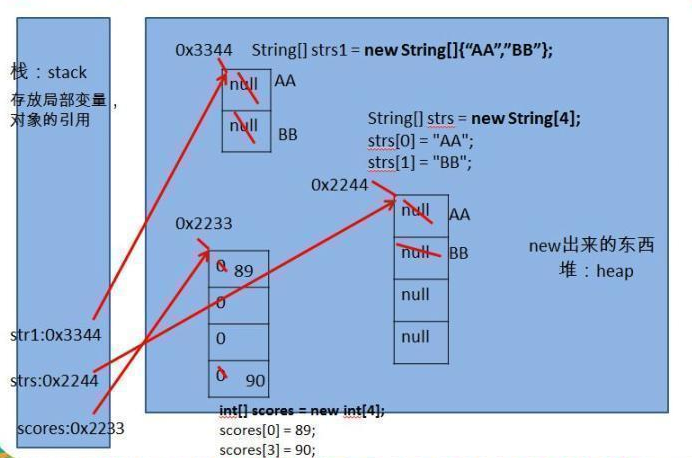 栈：stack
存放局部变量，
对象的引用
str1:0x3344
strs:0x2244
scores:0x2233
0x3344 String[] strs1 = new String[]{“AA”,”BB”};
null AA
null BB
String[] strs = new String[4];
strs[0] = "AA";
strs[1] = "BB";
0x2244
null AA
null BB
null
null
new出来的东西
堆：heap
0x2233
0 89
0
0
0 90
int[] scores = new int[4];
scores[0] = 89;
scores[3] = 90;